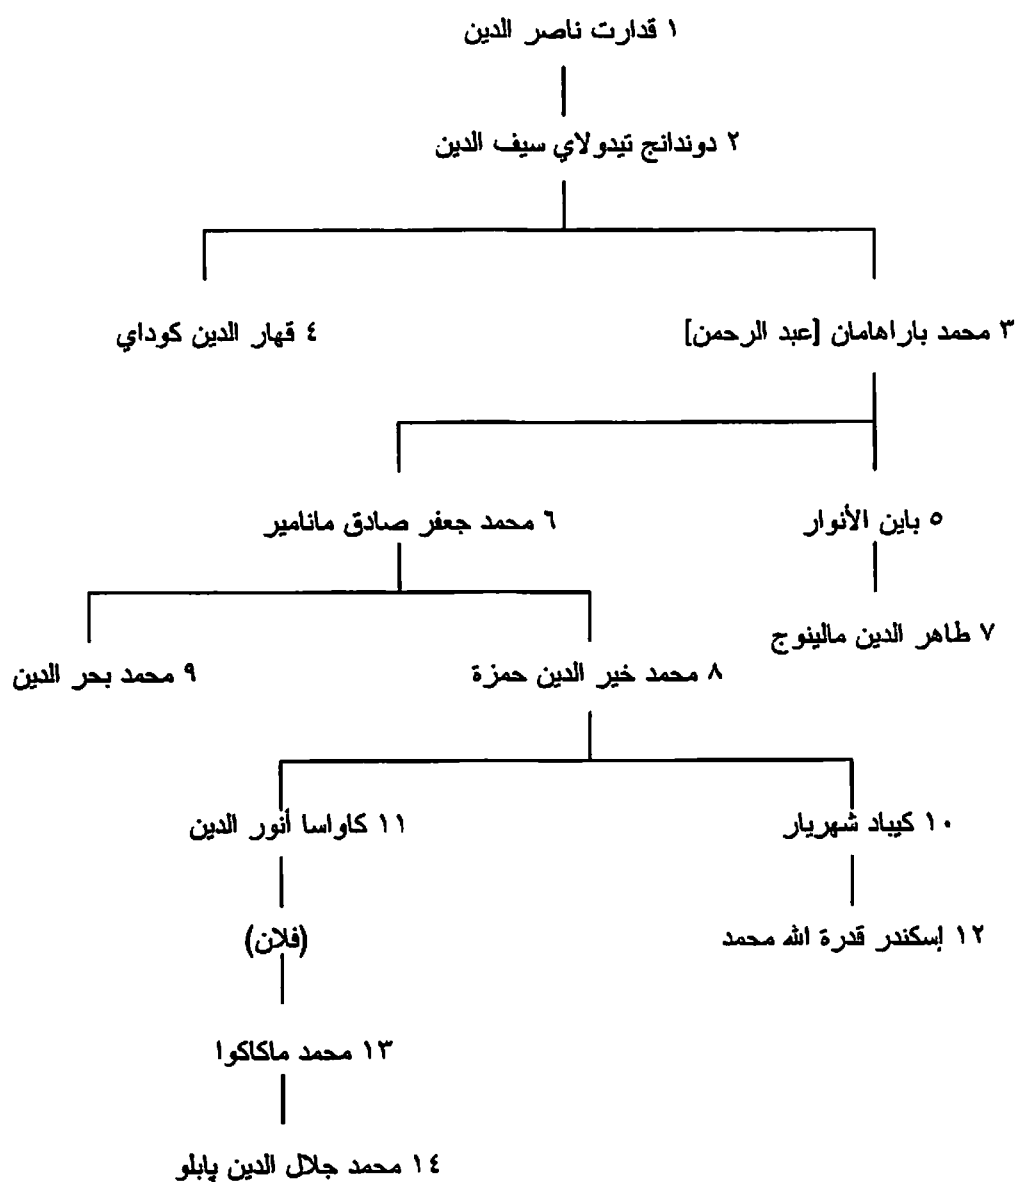 ١ قدارت ناصر الدين
٢ دوندانج تيدولاي سيف الدين
٣ محمد باراهامان [عبد الرحمن]
٤ قهار الدين كوداي
٥ باين الأنوار
٦ محمد جعفر صادق مانامير
٧ طاهر الدين مالينوج
٨ محمد خير الدين حمزة
٩ محمد بحر الدين
١٠ كيباد شهريار
١١ كاواسا أنور الدين
١٢ إسكندر قدرة الله محمد
(فلان)
١٣ محمد ماكاكوا
١٤ محمد جلال الدين پابلو